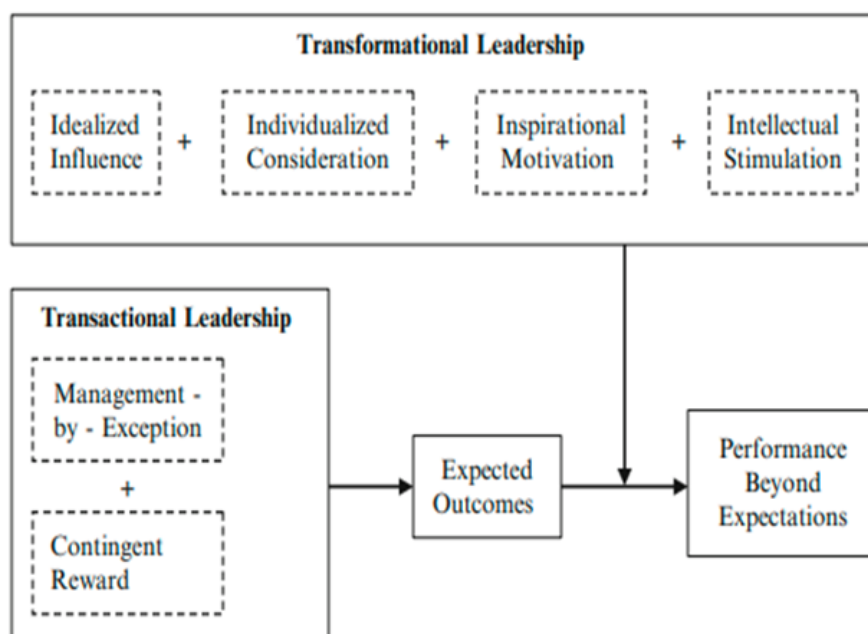 Transformational Leadership
Idealized
Influence
+
Individualized
Consideration
+
Inspirational
Motivation
+
Intellectual
Stimulation
Transactional Leadership
Management -
by - Exception
+
Contingent
Reward
Expected
Outcomes
Performance
Beyond
Expectations